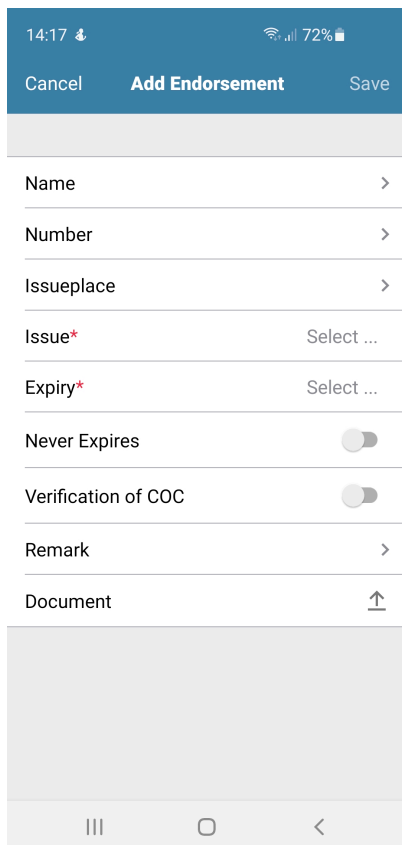 14:17 72%
Cancel Add Endorsement Save
Name
Number
Issueplace
Issue* Select ...
Expiry* Select ...
Never Expires
Verification of COC
Remark
Document